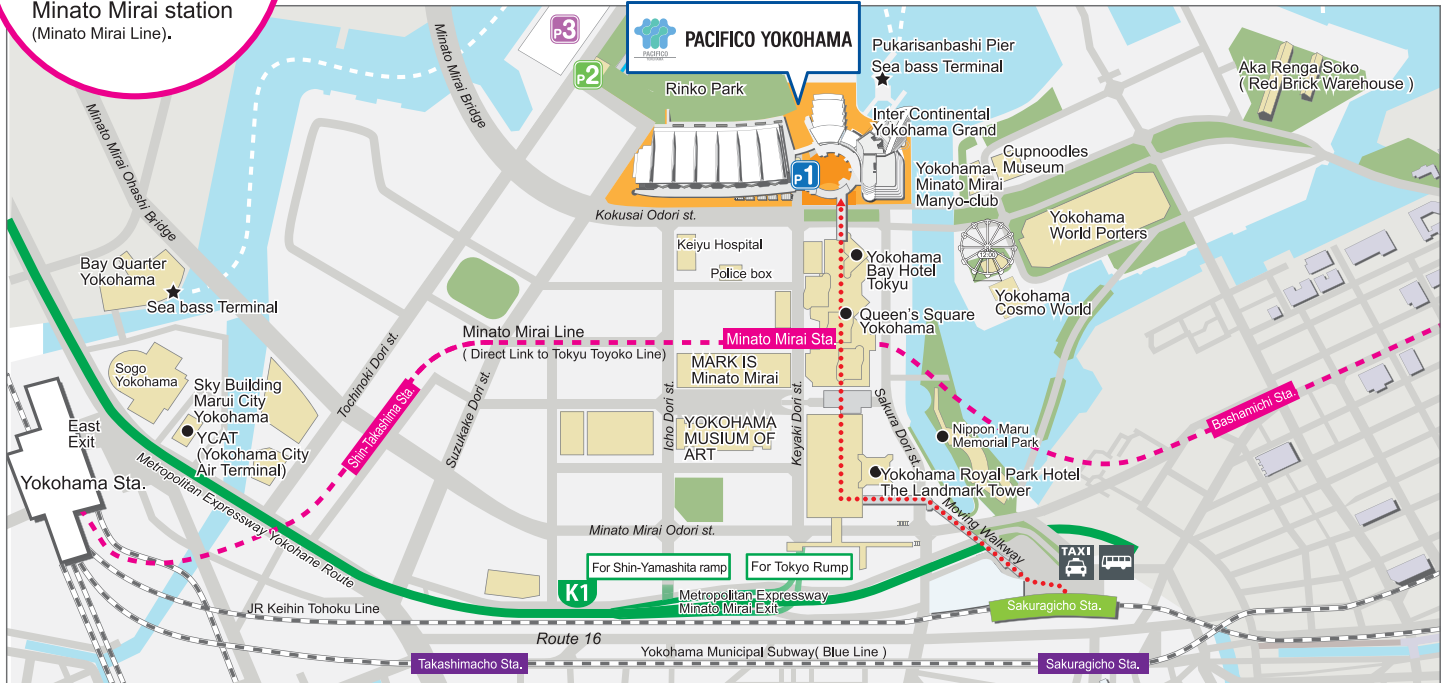 Minato Mirai station
(Minato Mirai Line).
P3
P2
PACIFICO
YOKOHAMA
PACIFICO YOKOHAMA
Rinko Park
Pukarisanbashi Pier
Sea bass Terminal
Aka Renga Soko
( Red Brick Warehouse )
Minato Mirai Bridge
Minato Mirai Ohashi Bridge
Inter Continental
Yokohama Grand
Cupnoodles
Museum
P1
Yokohama-
Minato Mirai
Manyo-club
Kokusai Odori st.
Yokohama
World Porters
Keiyu Hospital
Police box
Yokohama
Bay Hotel
Tokyu
12:00
Bay Quarter
Yokohama
Sea bass Terminal
Yokohama
Cosmo World
Queen's Square
Yokohama
Minato Mirai Line
( Direct Link to Tokyu Toyoko Line)
Minato Mirai Sta.
MARK IS
Minato Mirai
Sogo
Yokohama
Sky Building
Marui City
Yokohama
YCAT
(Yokohama City
Air Terminal)
Tochinoki Dori st.
Shin-Takashima Sta.
Suzukake Dori st.
Icho Dori st.
Keyaki Dori st.
Sakura Dori st.
Bashamichi Sta.
YOKOHAMA
MUSIUM OF
ART
Nippon Maru
Memorial Park
East
Exit
Yokohama Sta.
Yokohama Royal Park Hotel
The Landmark Tower
Metropolitan Expressway Yokohane Route
Minato Mirai Odori st.
Moving Walkway
TAXI
For Shin-Yamashita ramp
For Tokyo Rump
K1
Metropolitan Expressway
Minato Mirai Exit
JR Keihin Tohoku Line
Sakuragicho Sta.
Route 16
Yokohama Municipal Subway( Blue Line )
Takashimacho Sta.
Sakuragicho Sta.